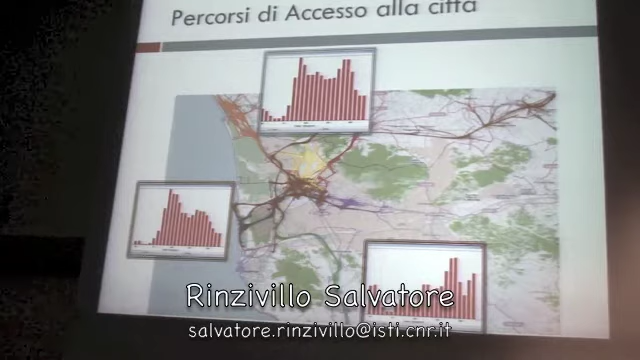 Percorsi di Accesso alla città
Rinzivillo Salvatore
salvatore.rinzivillo@isti.cnr.it